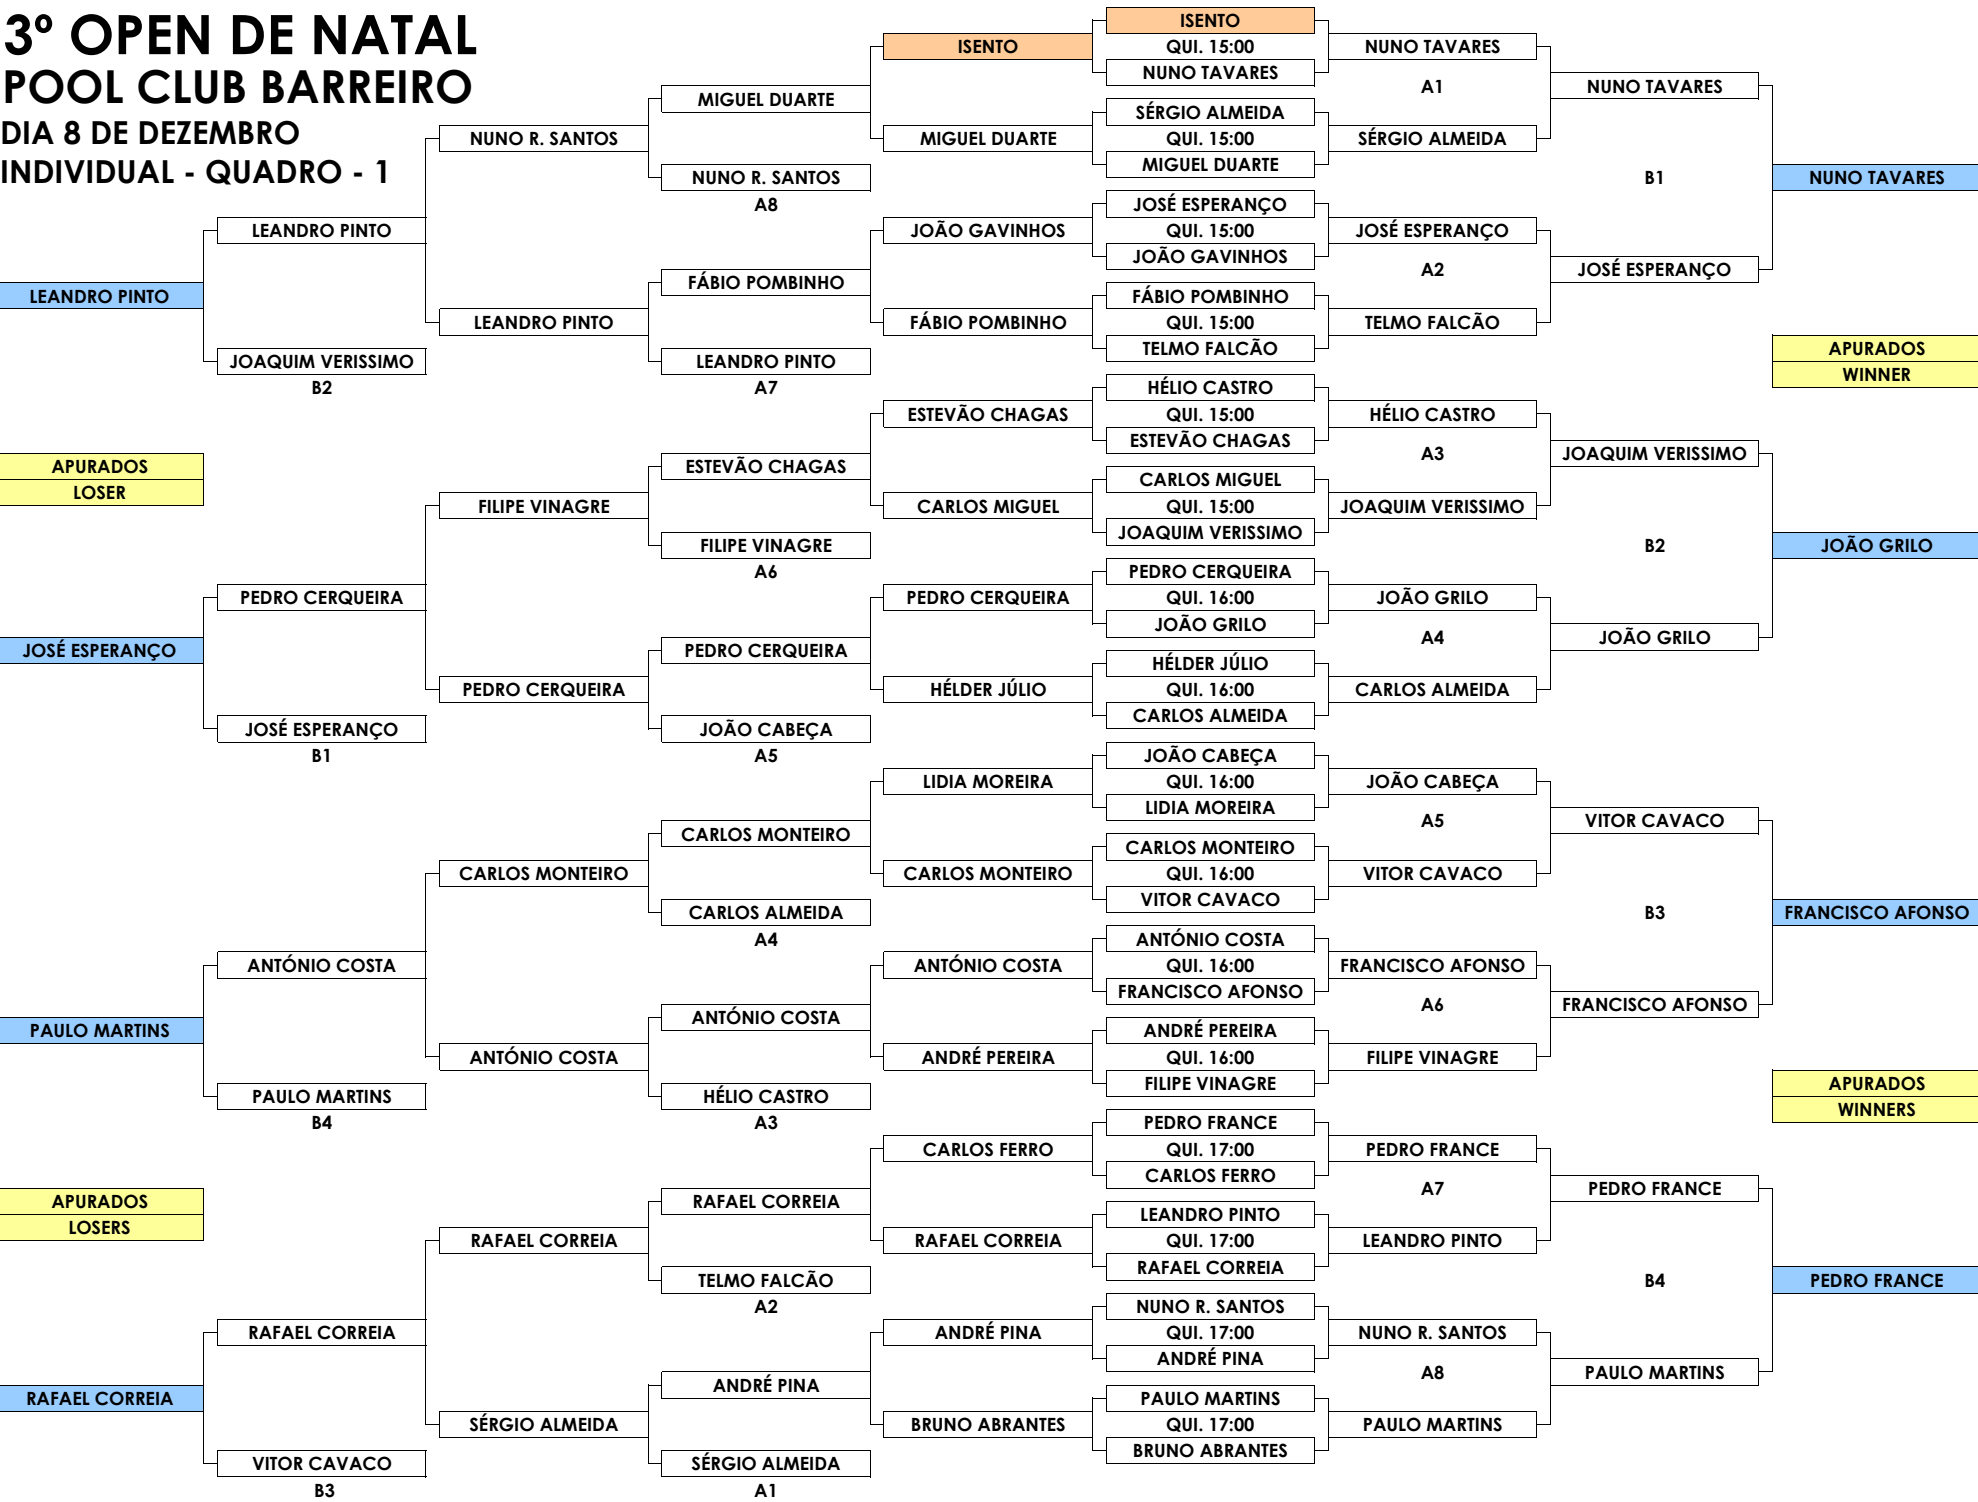 3º OPEN DE NATAL
POOL CLUB BARREIRO
DIA 8 DE DEZEMBRO
INDIVIDUAL - QUADRO - 1
LEANDRO PINTO
APURADOS
LOSER
JOSÉ ESPERANÇO
PAULO MARTINS
APURADOS
LOSERS
RAFAEL CORREIA
LEANDRO PINTO
JOAQUIM VERISSIMO
B2
PEDRO CERQUEIRA
JOSÉ ESPERANÇO
B1
ANTÓNIO COSTA
PAULO MARTINS
B4
RAFAEL CORREIA
VITOR CAVACO
B3
NUNO R. SANTOS
LEANDRO PINTO
FILIPE VINAGRE
PEDRO CERQUEIRA
CARLOS MONTEIRO
ANTÓNIO COSTA
RAFAEL CORREIA
SÉRGIO ALMEIDA
MIGUEL DUARTE
NUNO R. SANTOS
A8
FÁBIO POMBINHO
LEANDRO PINTO
A7
ESTEVÃO CHAGAS
FILIPE VINAGRE
A6
PEDRO CERQUEIRA
JOÃO CABEÇA
A5
CARLOS MONTEIRO
CARLOS ALMEIDA
A4
ANTÓNIO COSTA
HÉLIO CASTRO
A3
RAFAEL CORREIA
TELMO FALCÃO
A2
ANDRÉ PINA
SÉRGIO ALMEIDA
A1
ISENTO
MIGUEL DUARTE
JOÃO GAVINHOS
FÁBIO POMBINHO
ESTEVÃO CHAGAS
CARLOS MIGUEL
PEDRO CERQUEIRA
HÉLDER JÚLIO
LIDIA MOREIRA
CARLOS MONTEIRO
ANTÓNIO COSTA
ANDRÉ PEREIRA
CARLOS FERRO
RAFAEL CORREIA
ANDRÉ PINA
BRUNO ABRANTES
ISENTO
QUI. 15:00
NUNO TAVARES
SÉRGIO ALMEIDA
QUI. 15:00
MIGUEL DUARTE
JOSÉ ESPERANÇO
QUI. 15:00
JOÃO GAVINHOS
FÁBIO POMBINHO
QUI. 15:00
TELMO FALCÃO
HÉLIO CASTRO
QUI. 15:00
ESTEVÃO CHAGAS
CARLOS MIGUEL
QUI. 15:00
JOAQUIM VERISSIMO
PEDRO CERQUEIRA
QUI. 16:00
JOÃO GRILO
HÉLDER JÚLIO
QUI. 16:00
CARLOS ALMEIDA
JOÃO CABEÇA
QUI. 16:00
LIDIA MOREIRA
CARLOS MONTEIRO
QUI. 16:00
VITOR CAVACO
ANTÓNIO COSTA
QUI. 16:00
FRANCISCO AFONSO
ANDRÉ PEREIRA
QUI. 16:00
FILIPE VINAGRE
PEDRO FRANCE
QUI. 17:00
CARLOS FERRO
LEANDRO PINTO
QUI. 17:00
RAFAEL CORREIA
NUNO R. SANTOS
QUI. 17:00
ANDRÉ PINA
PAULO MARTINS
QUI. 17:00
BRUNO ABRANTES
NUNO TAVARES
A1
SÉRGIO ALMEIDA
JOSÉ ESPERANÇO
A2
TELMO FALCÃO
HÉLIO CASTRO
A3
JOAQUIM VERISSIMO
JOÃO GRILO
A4
CARLOS ALMEIDA
JOÃO CABEÇA
A5
VITOR CAVACO
FRANCISCO AFONSO
A6
FILIPE VINAGRE
PEDRO FRANCE
A7
LEANDRO PINTO
NUNO R. SANTOS
A8
PAULO MARTINS
NUNO TAVARES
B1
JOSÉ ESPERANÇO
JOAQUIM VERISSIMO
B2
JOÃO GRILO
VITOR CAVACO
B3
FRANCISCO AFONSO
PEDRO FRANCE
B4
PAULO MARTINS
NUNO TAVARES
APURADOS
WINNER
JOÃO GRILO
FRANCISCO AFONSO
APURADOS
WINNERS
PEDRO FRANCE